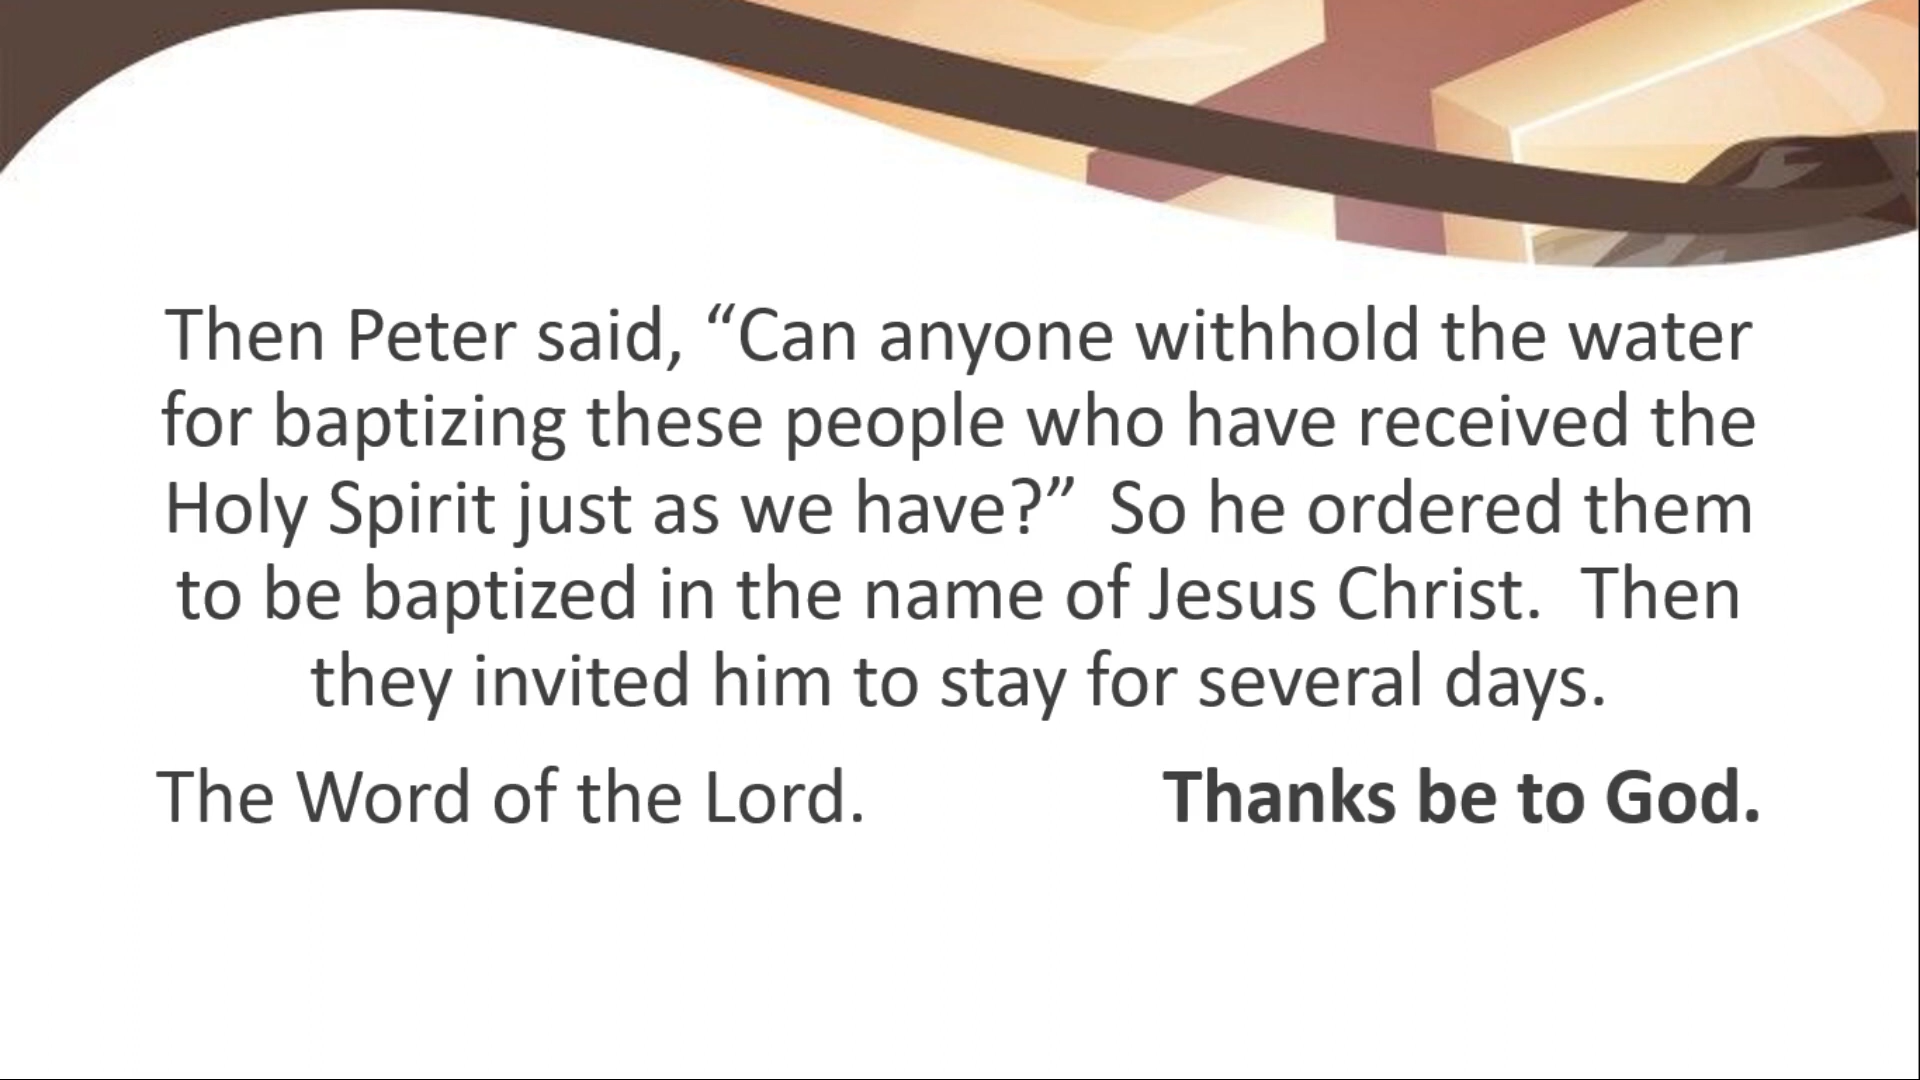 Then Peter said, “Can anyone withhold the water
for baptizing these people who have received the
Holy Spirit just as we have?”  So he ordered them
to be baptized in the name of Jesus Christ.  Then
they invited him to stay for several days.
The Word of the Lord. Thanks be to God.